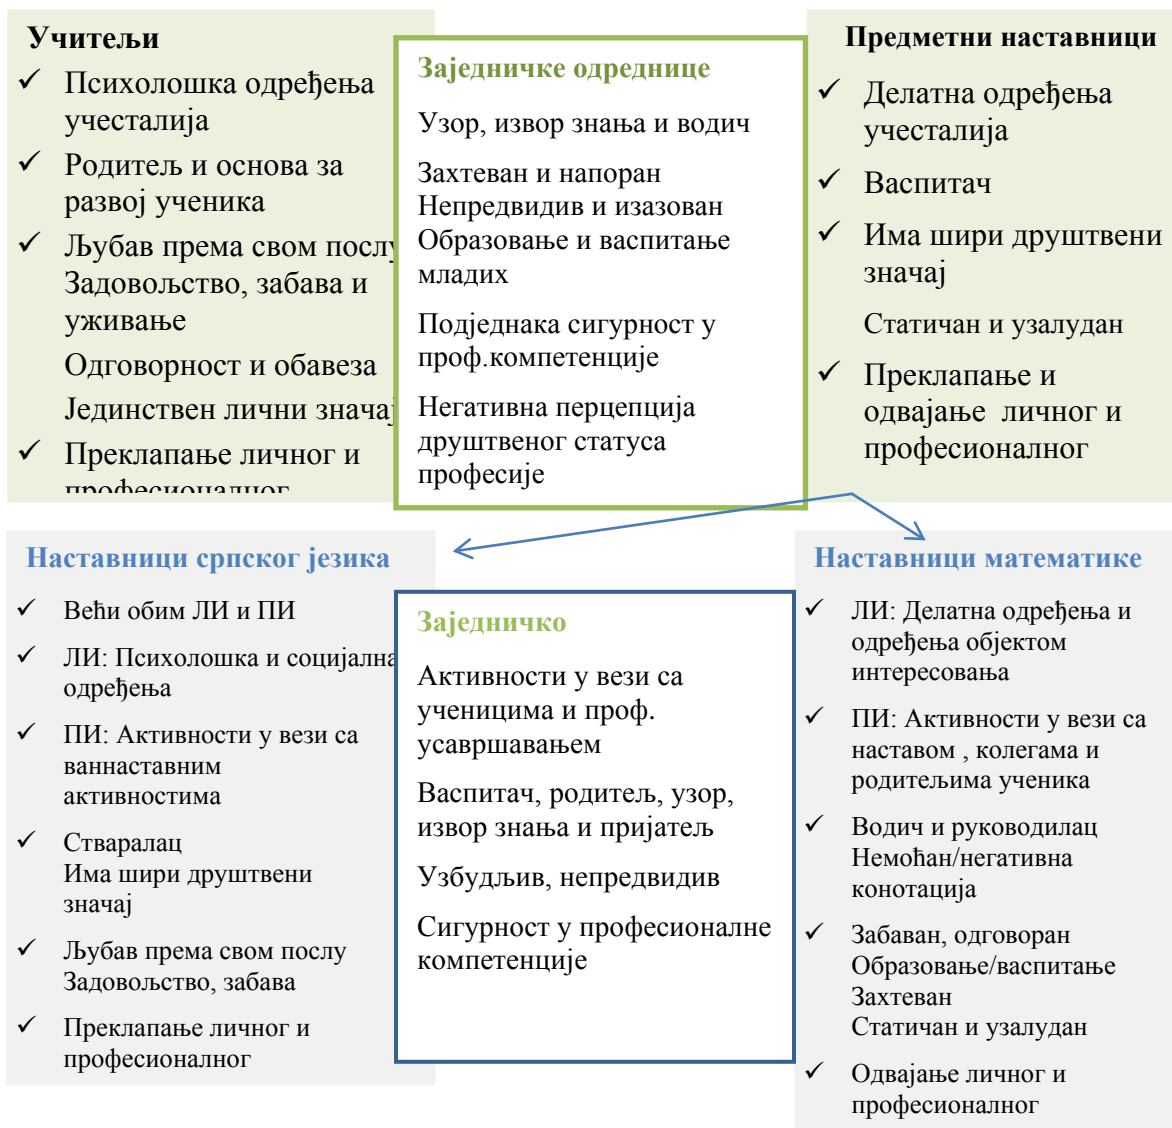 Учитељи
✓ Психолошка одређења
учесталија
✓ Родитељ и основа за
развој ученика
✓ Љубав према свом послу
Задовољство, забава и
уживање
Одговорност и обавеза
Јединствен лични значај
✓ Преклапање личног и
професионалног
Заједничке одреднице
Узор, извор знања и водич
Захтеван и напоран
Непредвидив и изазован
Образовање и васпитање
младих
Подједнака сигурност у
проф.компетенције
Негативна перцепција
друштвеног статуса
професије
Предметни наставници
✓ Делатна одређења
учесталија
✓ Васпитач
✓ Има шири друштвени
значај
Статичан и узалудан
✓ Преклапање и
одвајање личног и
професионалног
Наставници српског језика
✓ Већи обим ЛИ и ПИ
✓ ЛИ: Психолошка и социјална
одређења
✓ ПИ: Активности у вези са
ваннаставним
активностима
✓ Стваралац
Има шири друштвени
значај
✓ Љубав према свом послу
Задовољство, забава
✓ Преклапање личног и
професионалног
Заједничко
Активности у вези са
ученицима и проф.
усавршавањем
Васпитач, родитељ, узор,
извор знања и пријатељ
Узбудљив, непредвидив
Сигурност у професионалне
компетенције
Наставници математике
✓ ЛИ: Делатна одређења и
одређења објектом
интересовања
✓ ПИ: Активности у вези са
наставом , колегама и
родитељима ученика
✓ Водич и руководилац
Немоћан/негативна
конотација
✓ Забаван, одговоран
Образовање/васпитање
Захтеван
Статичан и узалудан
✓ Одвајање личног и
професионалног